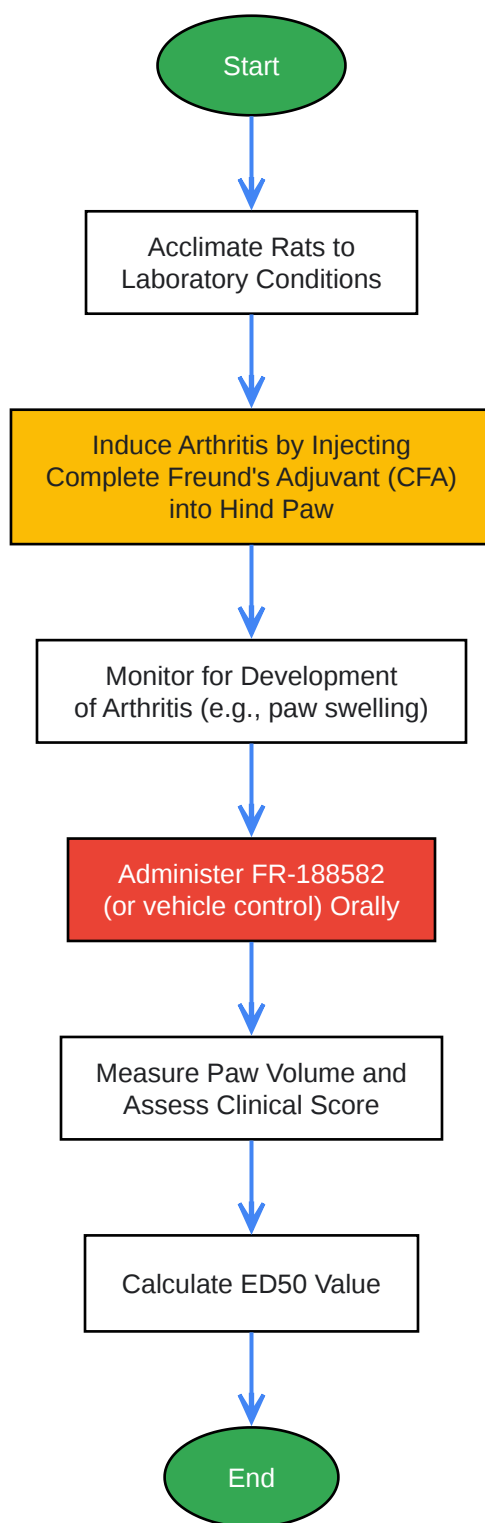 Start
Acclimate Rats to
Laboratory Conditions
Induce Arthritis by Injecting
Complete Freund's Adjuvant (CFA)
into Hind Paw
Monitor for Development
of Arthritis (e.g., paw swelling)
Administer FR-188582
(or vehicle control) Orally
Measure Paw Volume and
Assess Clinical Score
Calculate ED50 Value
End